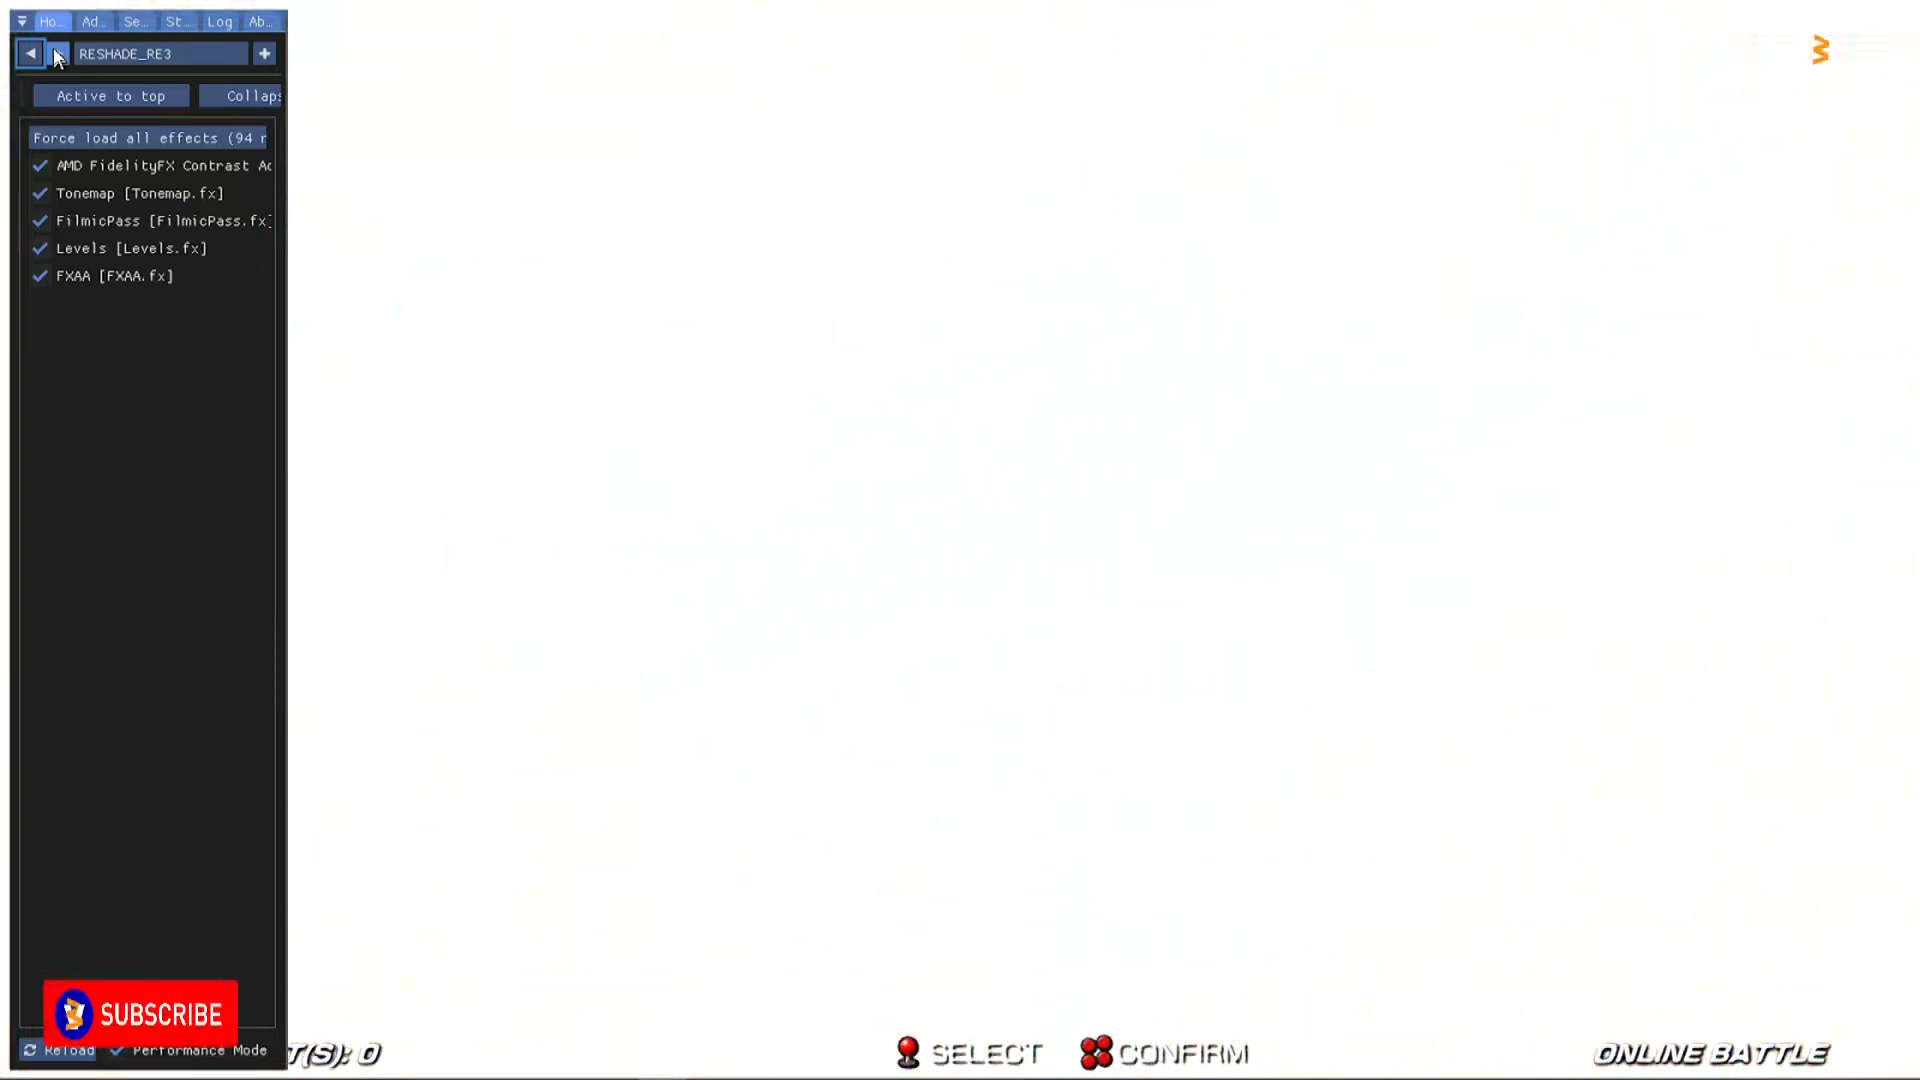 Ho... Ad... Se... St... Log Ab...
RESHADE_RE3
Active to top Collaps
Force load all effects (94 r
AMD FidelityFX Contrast Ad
Tonemap [Tonemap.fx]
FilmicPass [FilmicPass.fx]
Levels [Levels.fx]
FXAA [FXAA.fx]
SUBSCRIBE
Reload Performance Mode
T(S): 0
SELECT CONFIRM
ONLINE BATTLE